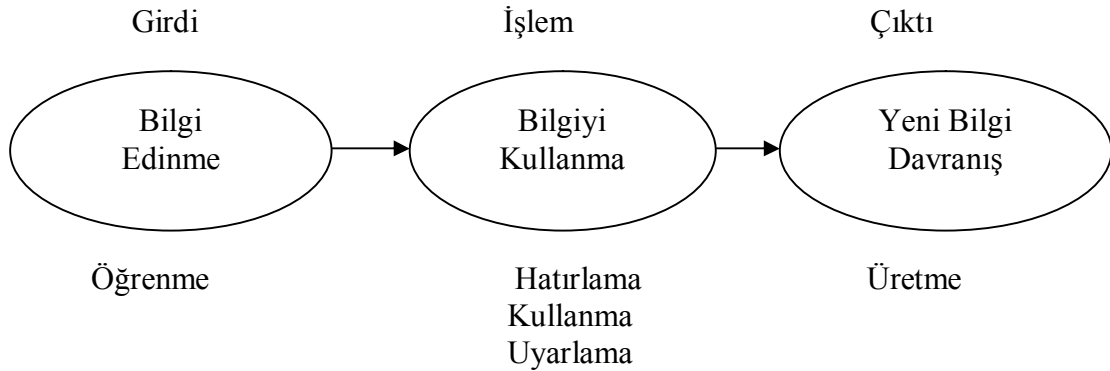 Girdi
İşlem
Çıktı
Bilgi
Edinme
Bilgiyi
Kullanma
Yeni Bilgi
Davranış
Öğrenme
Hatırlama
Kullanma
Uyarlama
Üretme